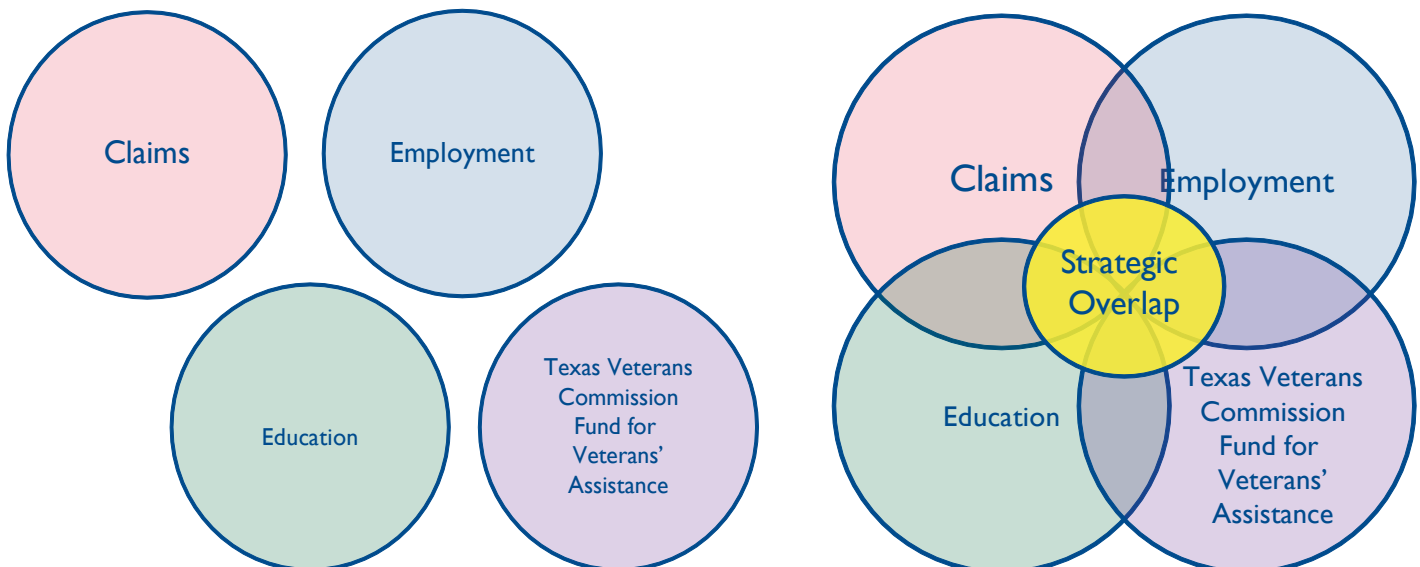 Claims
Employment
Education
Texas Veterans
Commission
Fund for
Veterans’
Assistance
Claims
Employment
Strategic
Overlap
Education
Texas Veterans
Commission
Fund for
Veterans’
Assistance